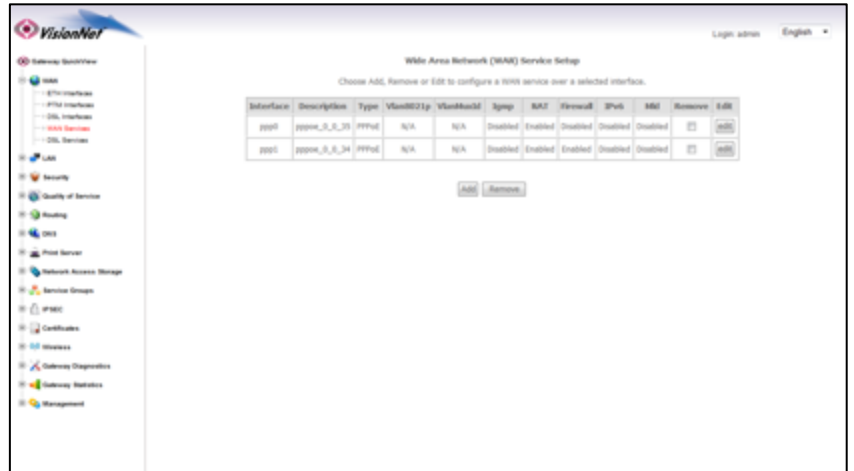 VisionNet
Login: admin
English
Gateway QuickView
WAN
ETH Interfaces
PTM Interfaces
DSL Interfaces
WAN Services
DSL Services
LAN
Security
Quality of Service
Routing
DNS
Print Server
Network Access Storage
Service Groups
IPSEC
Certificates
Wireless
Gateway Diagnostics
Gateway Statistics
Management
Wide Area Network (WAN) Service Setup
Choose Add, Remove or Edit to configure a WAN service over a selected interface.
Interface Description Type Vlan8021p VlanMuxId Igmp NAT Firewall IPv6 Mld Remove Edit
ppp0 pppoe_0_0_35 PPPoE N/A N/A Disabled Enabled Disabled Disabled Disabled edit
ppp1 pppoe_0_0_34 PPPoE N/A N/A Disabled Enabled Enabled Disabled Disabled edit
Add Remove